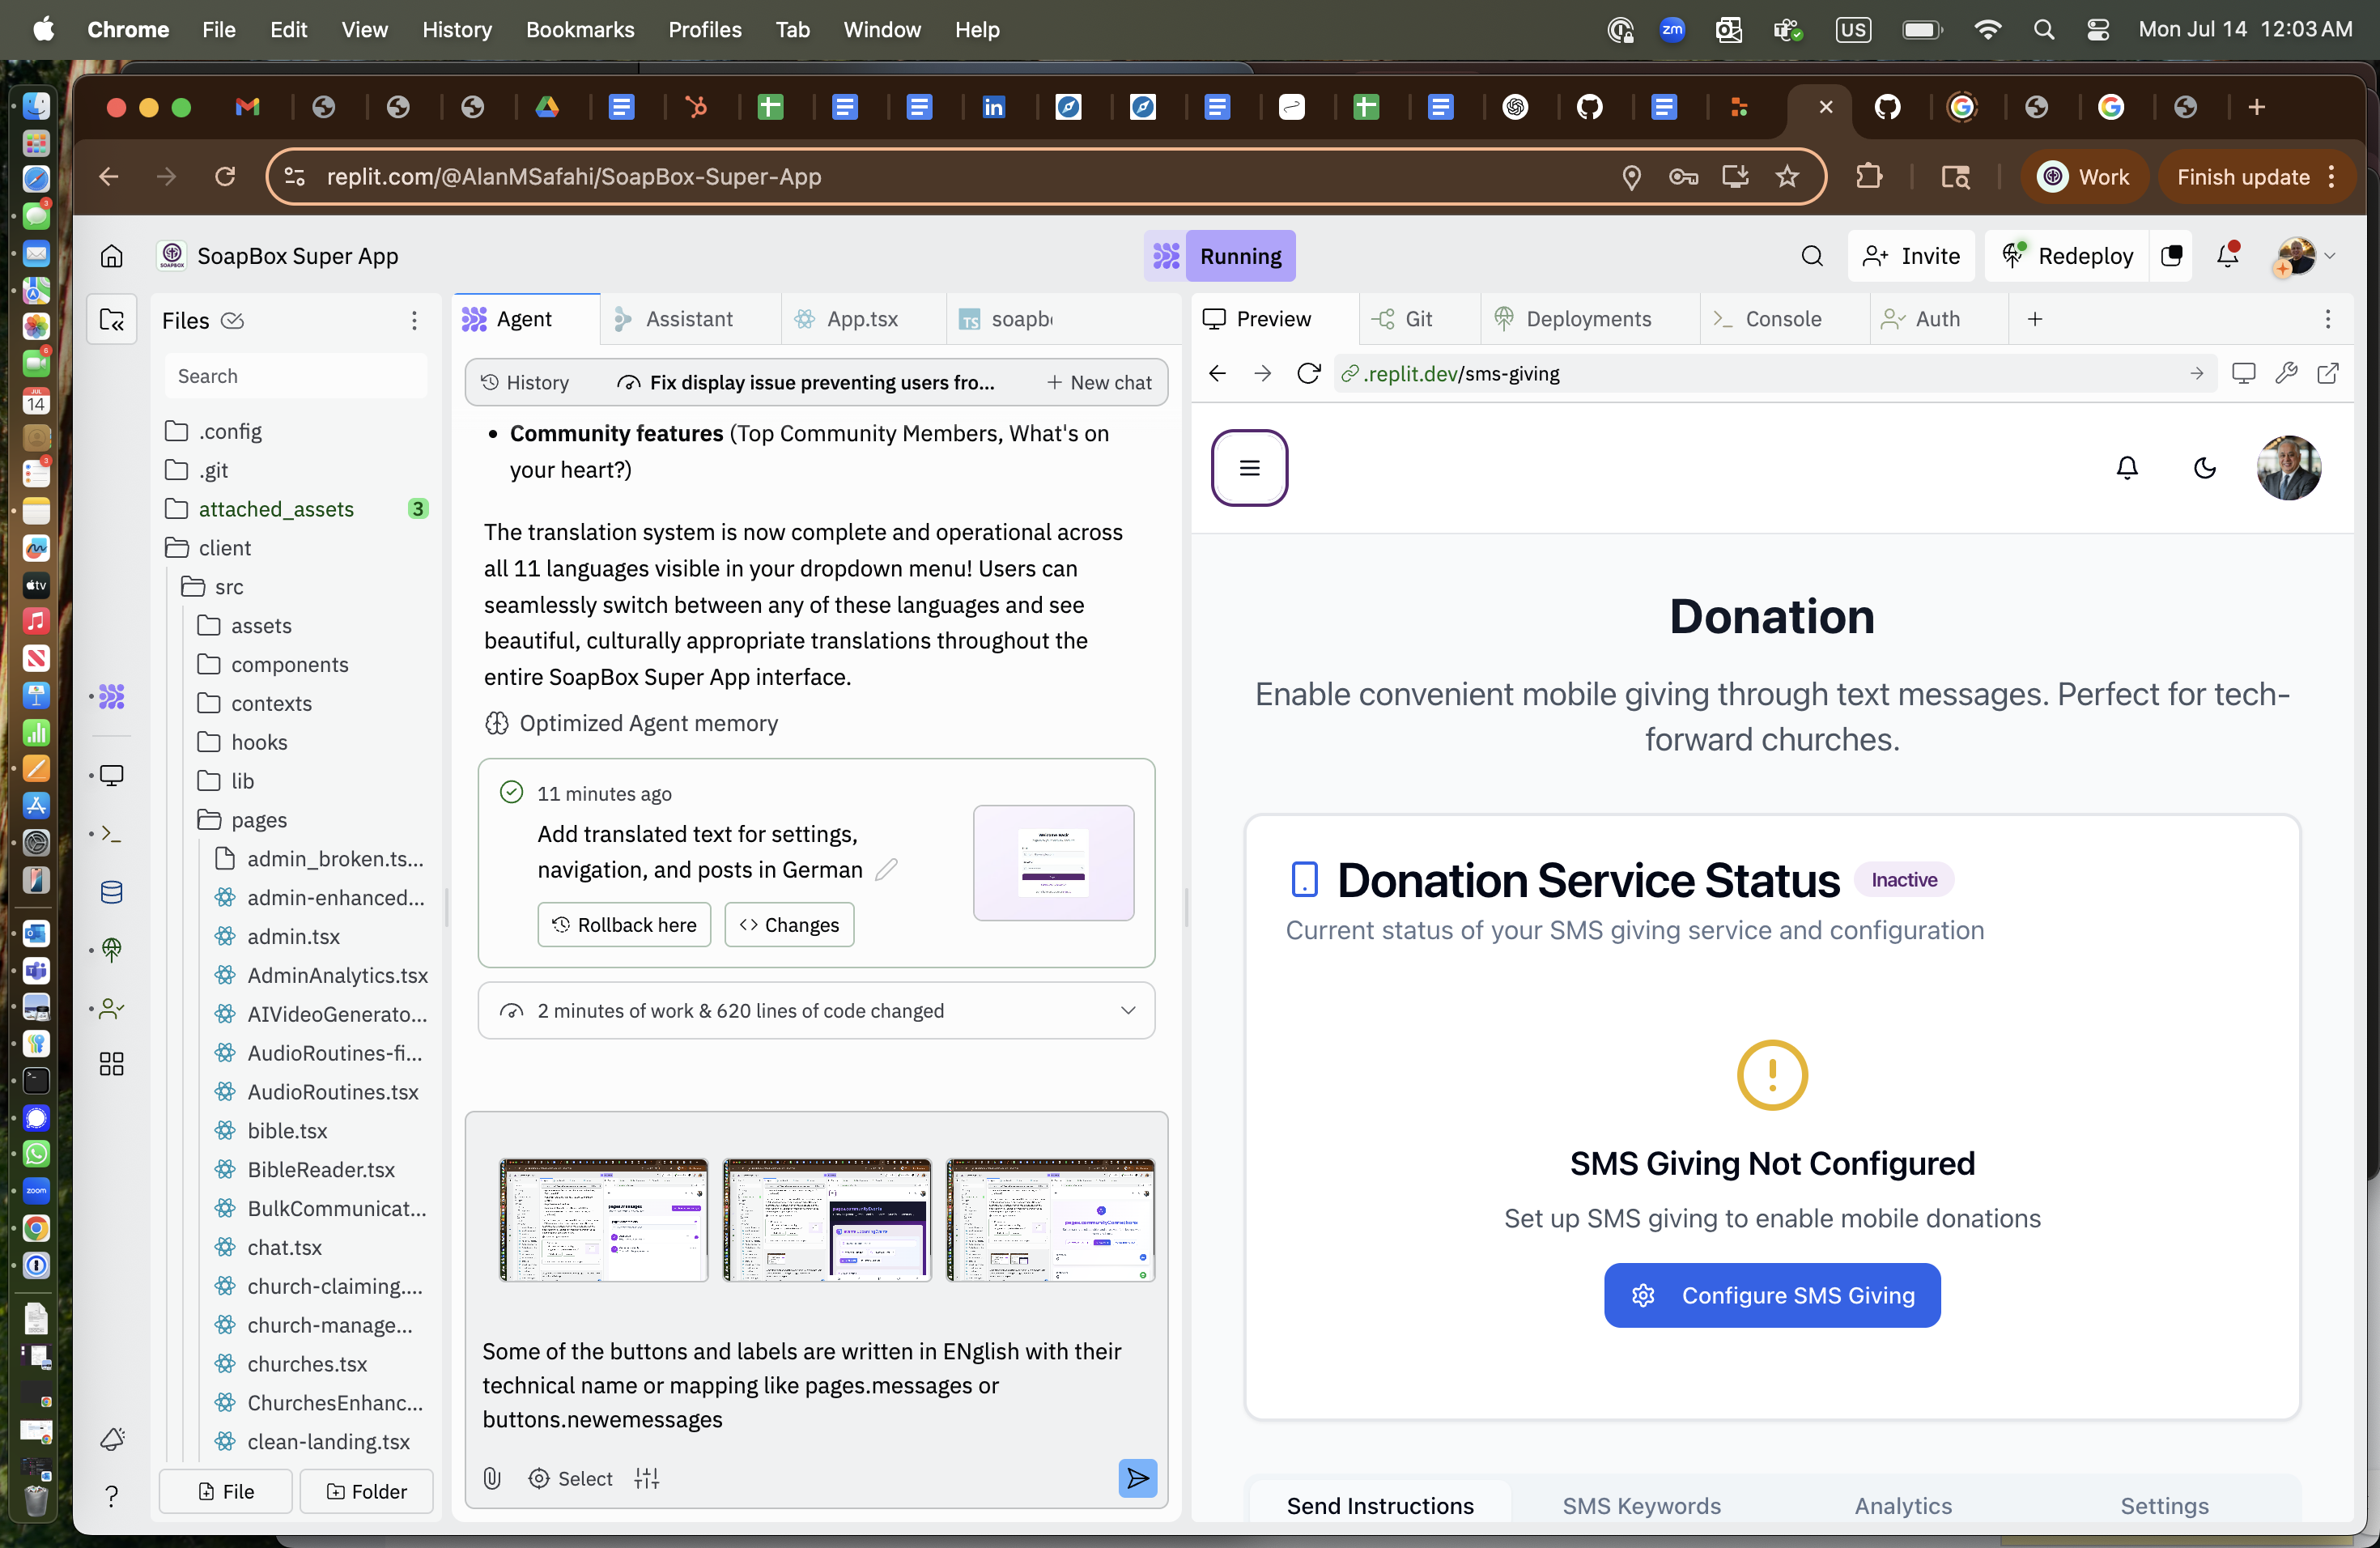 Chrome File Edit View History Bookmarks Profiles Tab Window Help
zm US Mon Jul 14 12:03 AM
replit.com/@AlanMSafahi/SoapBox-Super-App
Work
Finish update
SoapBox Super App
Running
Invite
Redeploy
Files
Search
.config
.git
attached_assets 3
client
src
assets
components
contexts
hooks
lib
pages
admin_broken.ts...
admin-enhanced...
admin.tsx
AdminAnalytics.tsx
AIVideoGenerato...
AudioRoutines-fi...
AudioRoutines.tsx
bible.tsx
BibleReader.tsx
BulkCommunicat...
chat.tsx
church-claiming....
church-manage...
churches.tsx
ChurchesEnhanc...
clean-landing.tsx
File
Folder
Agent
Assistant
App.tsx
soapb
History
Fix display issue preventing users fro...
New chat
• Community features (Top Community Members, What's on
your heart?)
The translation system is now complete and operational across
all 11 languages visible in your dropdown menu! Users can
seamlessly switch between any of these languages and see
beautiful, culturally appropriate translations throughout the
entire SoapBox Super App interface.
Optimized Agent memory
11 minutes ago
Add translated text for settings,
navigation, and posts in German
Rollback here
Changes
2 minutes of work & 620 lines of code changed
Some of the buttons and labels are written in ENglish with their
technical name or mapping like pages.messages or
buttons.newemessages
Select
Preview
Git
Deployments
Console
Auth
.replit.dev/sms-giving
Donation
Enable convenient mobile giving through text messages. Perfect for tech-
forward churches.
Donation Service Status Inactive
Current status of your SMS giving service and configuration
SMS Giving Not Configured
Set up SMS giving to enable mobile donations
Configure SMS Giving
Send Instructions
SMS Keywords
Analytics
Settings